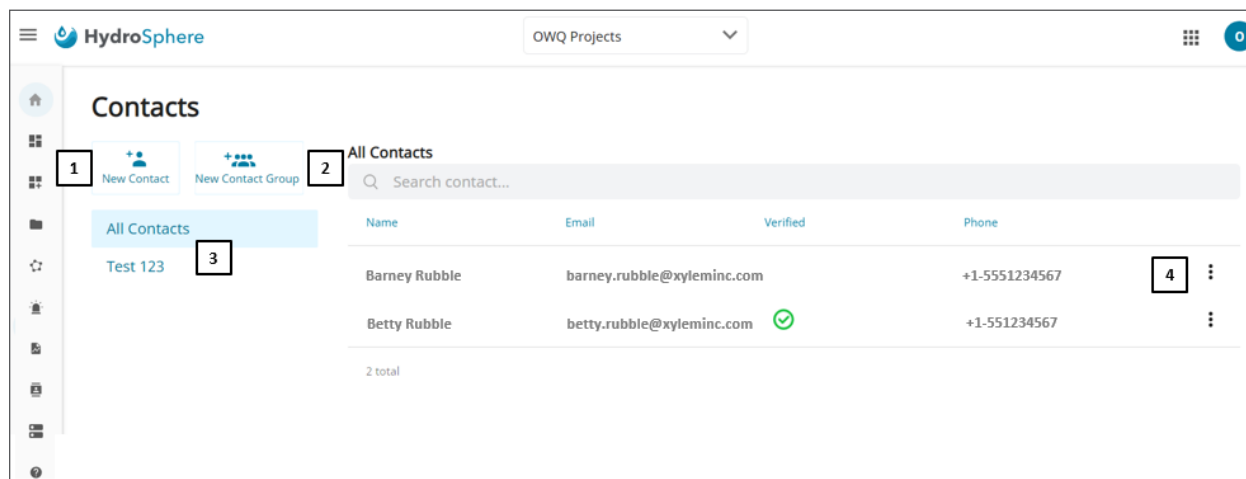 HydroSphere
OWQ Projects
O
Contacts
1
New Contact
New Contact Group
2
All Contacts
Search contact...
All Contacts
Test 123
3
Name Email Verified Phone
Barney Rubble barney.rubble@xyleminc.com +1-5551234567 4
Betty Rubble betty.rubble@xyleminc.com +1-551234567
2 total